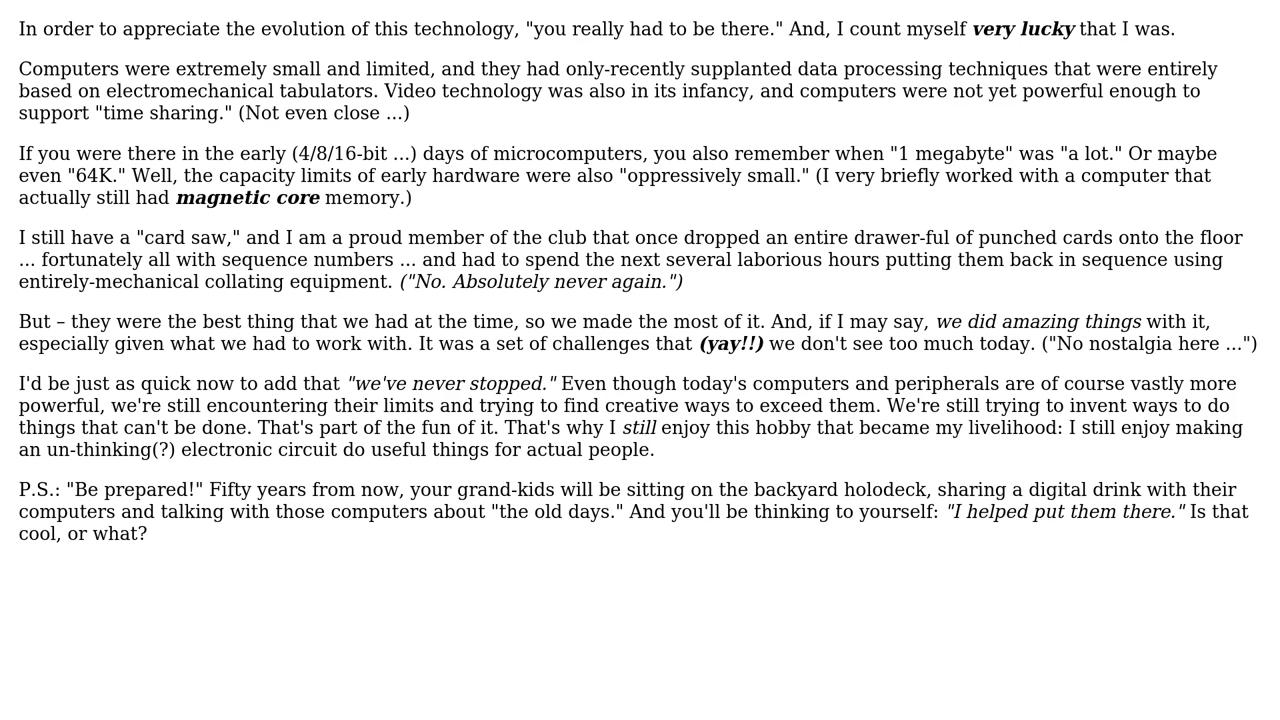 In order to appreciate the evolution of this technology, "you really had to be there." And, I count myself very lucky that I was.
Computers were extremely small and limited, and they had only-recently supplanted data processing techniques that were entirely
based on electromechanical tabulators. Video technology was also in its infancy, and computers were not yet powerful enough to
support "time sharing." (Not even close ...)
If you were there in the early (4/8/16-bit ...) days of microcomputers, you also remember when "1 megabyte" was "a lot." Or maybe
even "64K." Well, the capacity limits of early hardware were also "oppressively small." (I very briefly worked with a computer that
actually still had magnetic core memory.)
I still have a "card saw," and I am a proud member of the club that once dropped an entire drawer-ful of punched cards onto the floor
... fortunately all with sequence numbers ... and had to spend the next several laborious hours putting them back in sequence using
entirely-mechanical collating equipment. ("No. Absolutely never again.")
But – they were the best thing that we had at the time, so we made the most of it. And, if I may say, we did amazing things with it,
especially given what we had to work with. It was a set of challenges that (yay!!) we don't see too much today. ("No nostalgia here ...")
I'd be just as quick now to add that "we've never stopped." Even though today's computers and peripherals are of course vastly more
powerful, we're still encountering their limits and trying to find creative ways to exceed them. We're still trying to invent ways to do
things that can't be done. That's part of the fun of it. That's why I still enjoy this hobby that became my livelihood: I still enjoy making
an un-thinking(?) electronic circuit do useful things for actual people.
P.S.: "Be prepared!" Fifty years from now, your grand-kids will be sitting on the backyard holodeck, sharing a digital drink with their
computers and talking with those computers about "the old days." And you'll be thinking to yourself: "I helped put them there." Is that
cool, or what?